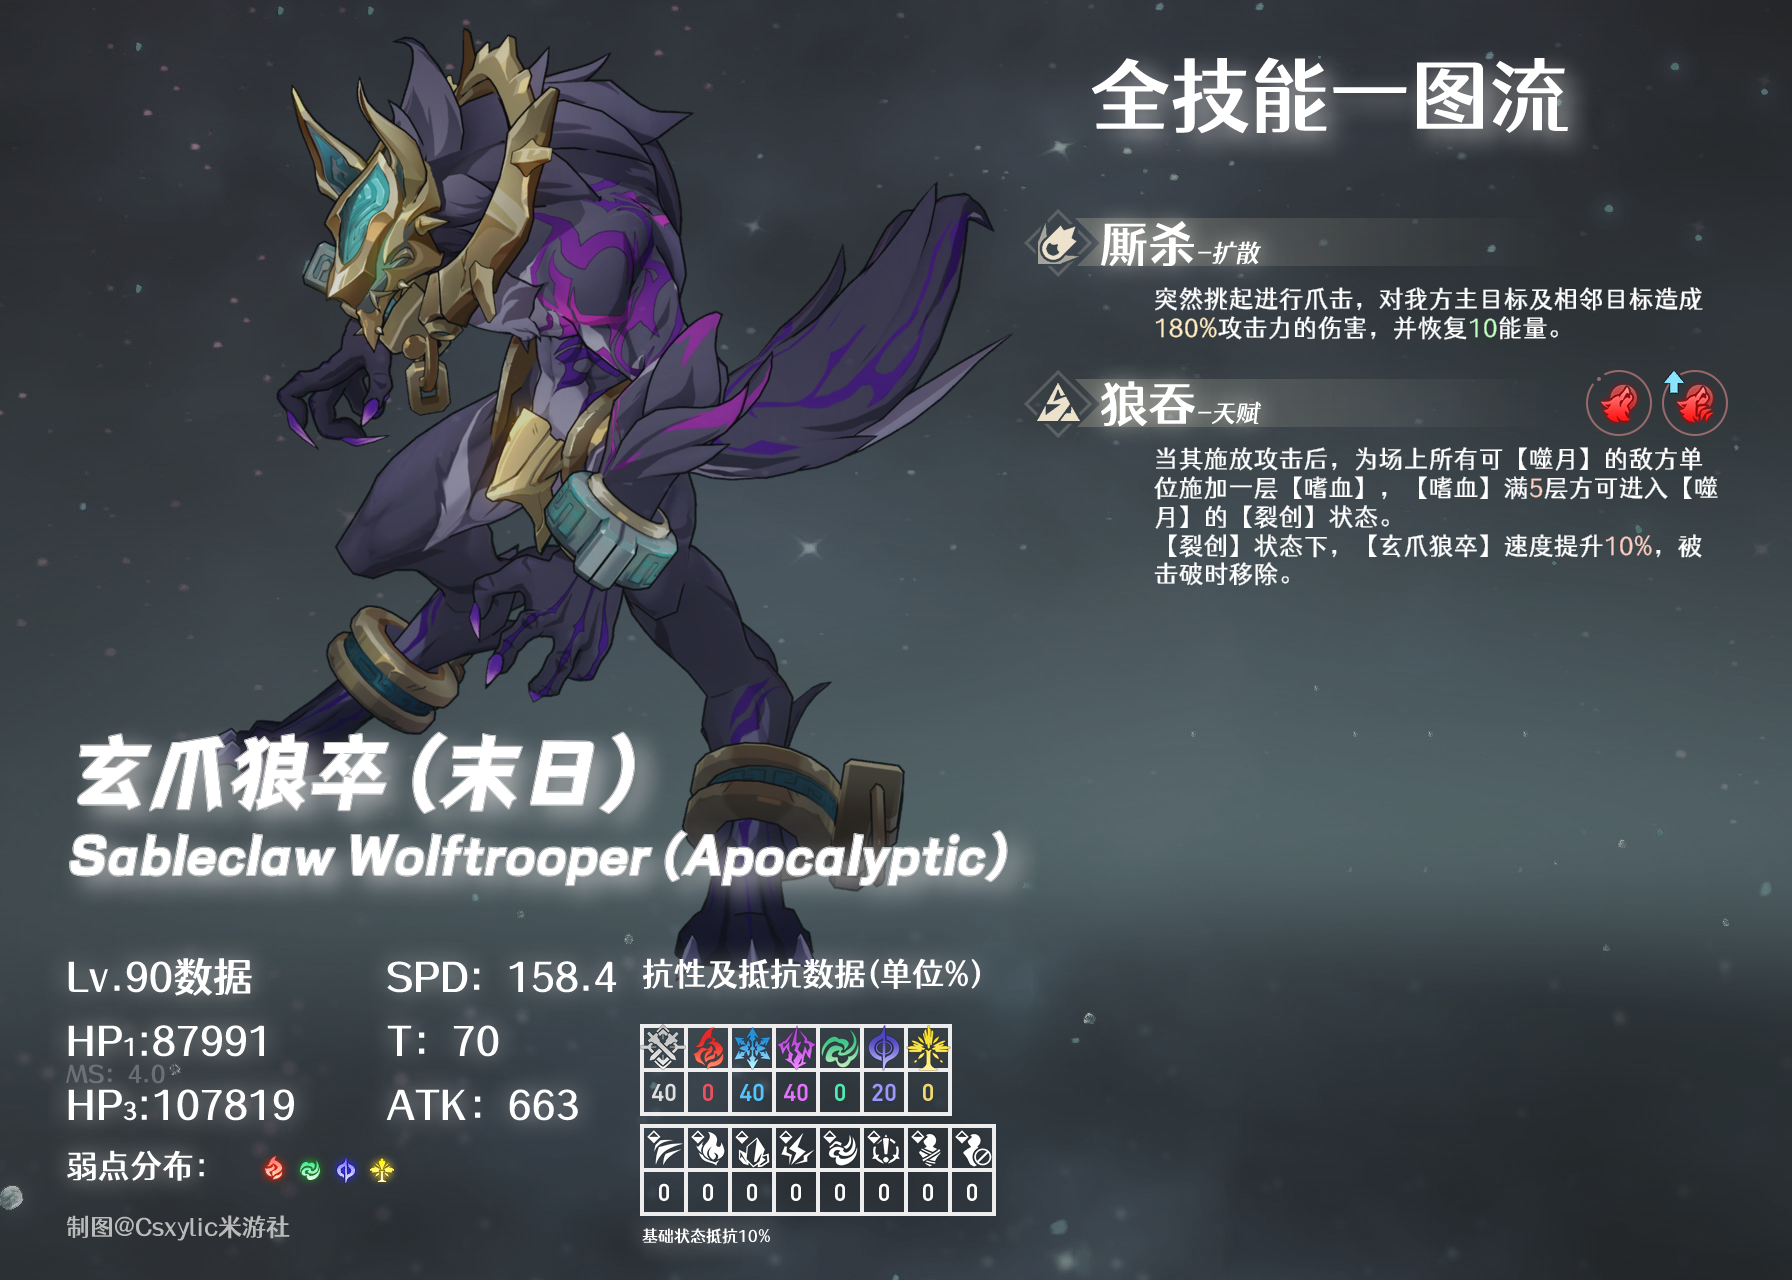 全技能一图流
厮杀-扩散
突然挑起进行爪击，对我方主目标及相邻目标造成
180%攻击力的伤害，并恢复10能量。
狼吞-天赋
当其施放攻击后，为场上所有可【噬月】的敌方单
位施加一层【嗜血】，【嗜血】满5层方可进入【噬
月】的【裂创】状态。
【裂创】状态下，【玄爪狼卒】速度提升10%，被
击破时移除。
玄爪狼卒（末日）
Sableclaw Wolftrooper (Apocalyptic)
Lv.90数据
SPD：158.4
HP₁:87991
T：70
MS：4.0
HP₃:107819
ATK：663
弱点分布：
制图@Csxylic米游社
抗性及抵抗数据(单位%)
40 0 40 40 0 20 0
0 0 0 0 0 0 0 0
基础状态抵抗10%